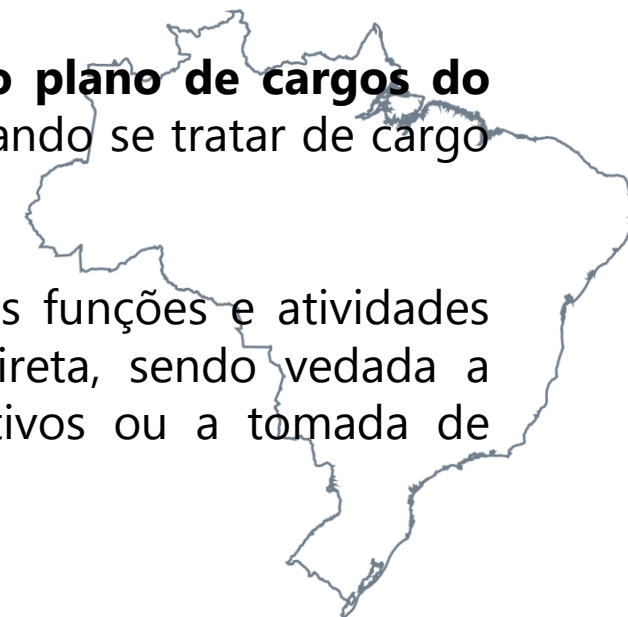 o plano de cargos do
ando se tratar de cargo
s funções e atividades
ireta, sendo vedada a
tivos ou a tomada de